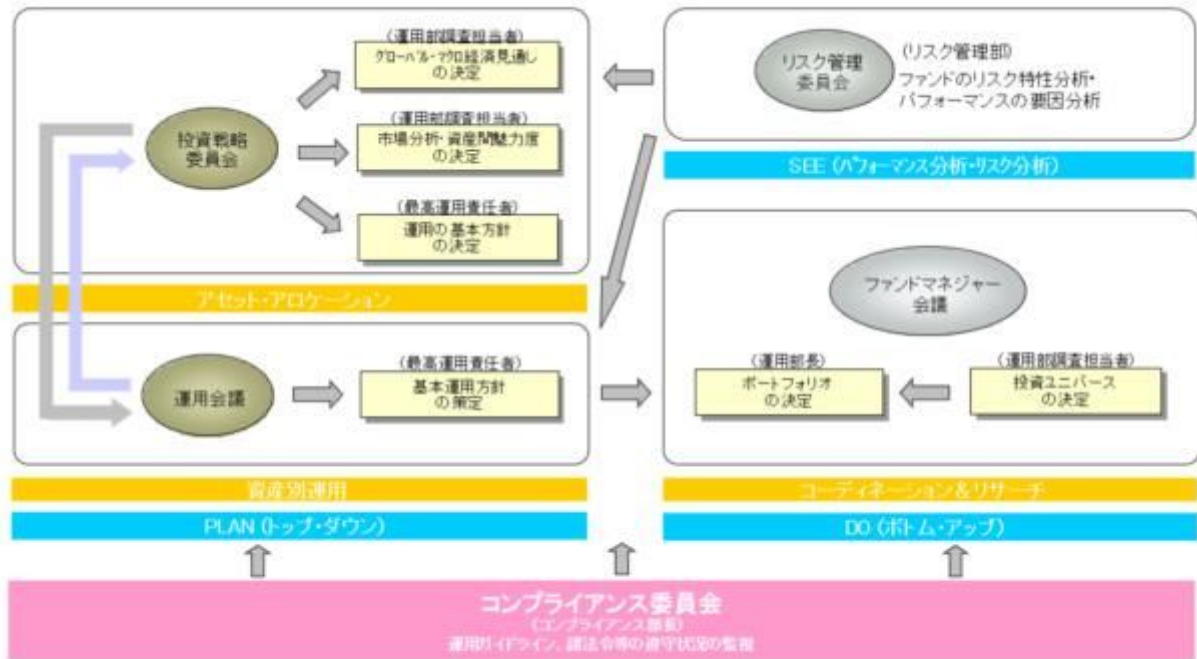 (運用部調査担当者)
グローバル・マクロ経済見通し
の決定
投資戦略
委員会
(運用部調査担当者)
市場分析・資産間魅力度
の決定
(最高運用責任者)
運用の基本方針
の決定
アセット・アロケーション
運用会議
(最高運用責任者)
基本運用方針
の策定
資産別運用
PLAN (トップ・ダウン)
リスク管理
委員会
(リスク管理部)
ファンドのリスク特性分析・
パフォーマンスの要因分析
SEE (パフォーマンス分析・リスク分析)
ファンドマネジャー
会議
(運用部長)
ポートフォリオ
の決定
(運用部調査担当者)
投資ユニバース
の決定
コーディネーション&リサーチ
DO (ボトム・アップ)
コンプライアンス委員会
(コンプライアンス部長)
運用ガイドライン、諸法令等の遵守状況の監視